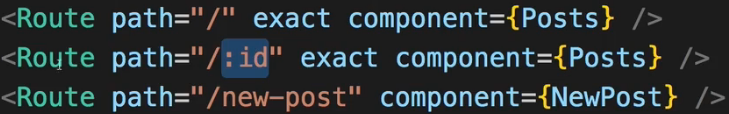 <Route path="/" exact component={Posts} />
<Route path="/:id" exact component={Posts} />
<Route path="/new-post" component={NewPost} />